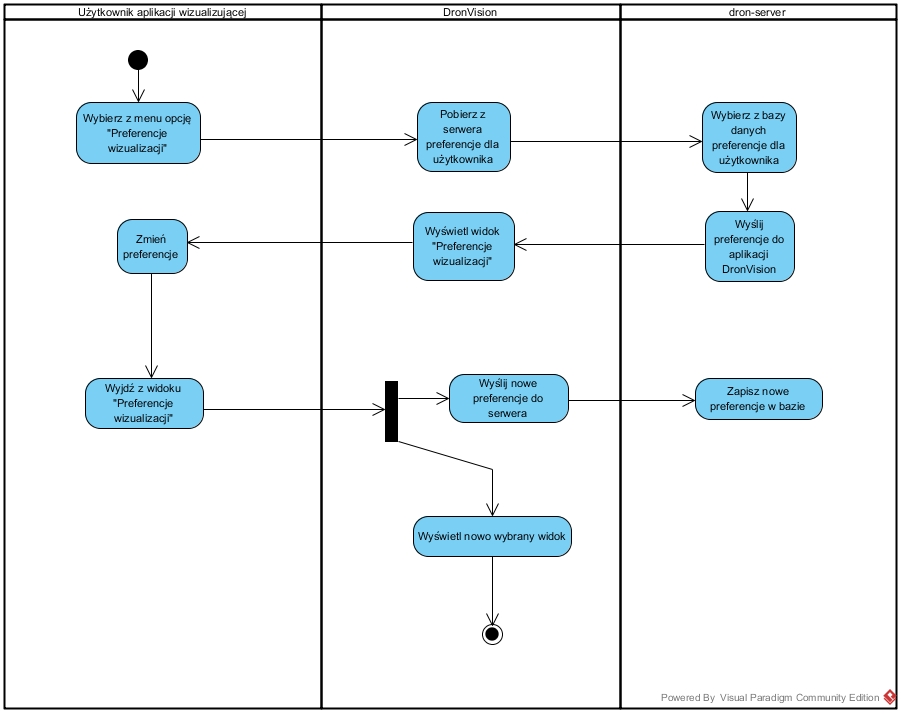 Użytkownik aplikacji wizualizującej
DronVision
dron-server
Wybierz z menu opcję
"Preferencje
wizualizacji"
Pobierz z
serwera
preferencje dla
użytkownika
Wybierz z bazy
danych
preferencje dla
użytkownika
Zmień
preferencje
Wyświetl widok
"Preferencje
wizualizacji"
Wyślij
preferencje do
aplikacji
DronVision
Wyjdź z widoku
"Preferencje
wizualizacji"
Wyślij nowe
preferencje do
serwera
Zapisz nowe
preferencje w bazie
Wyświetl nowo wybrany widok
Powered By Visual Paradigm Community Edition